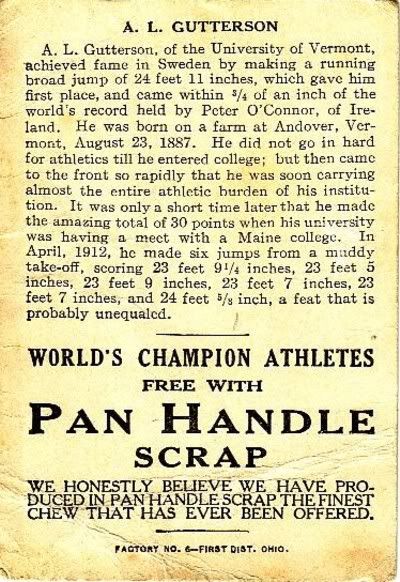 A. L. GUTTERSON
A. L. Gutterson, of the University of Vermont,
achieved fame in Sweden by making a running
broad jump of 24 feet 11 inches, which gave him
first place, and came within ³/₄ of an inch of the
world's record held by Peter O'Connor, of Ire-
land. He was born on a farm at Andover, Ver-
mont, August 23, 1887. He did not go in hard
for athletics till he entered college; but then came
to the front so rapidly that he was soon carrying
almost the entire athletic burden of his institu-
tion. It was only a short time later that he made
the amazing total of 30 points when his university
was having a meet with a Maine college. In
April, 1912, he made six jumps from a muddy
take-off, scoring 23 feet 9¼ inches, 23 feet 5
inches, 23 feet 9 inches, 23 feet 7 inches, 23
feet 7 inches, and 24 feet ⅝ inch, a feat that is
probably unequaled.
WORLD'S CHAMPION ATHLETES
FREE WITH
PAN HANDLE
SCRAP
WE HONESTLY BELIEVE WE HAVE PRO-
DUCED IN PAN HANDLE SCRAP THE FINEST
CHEW THAT HAS EVER BEEN OFFERED.
FACTORY NO. 6—FIRST DIST. OHIO.